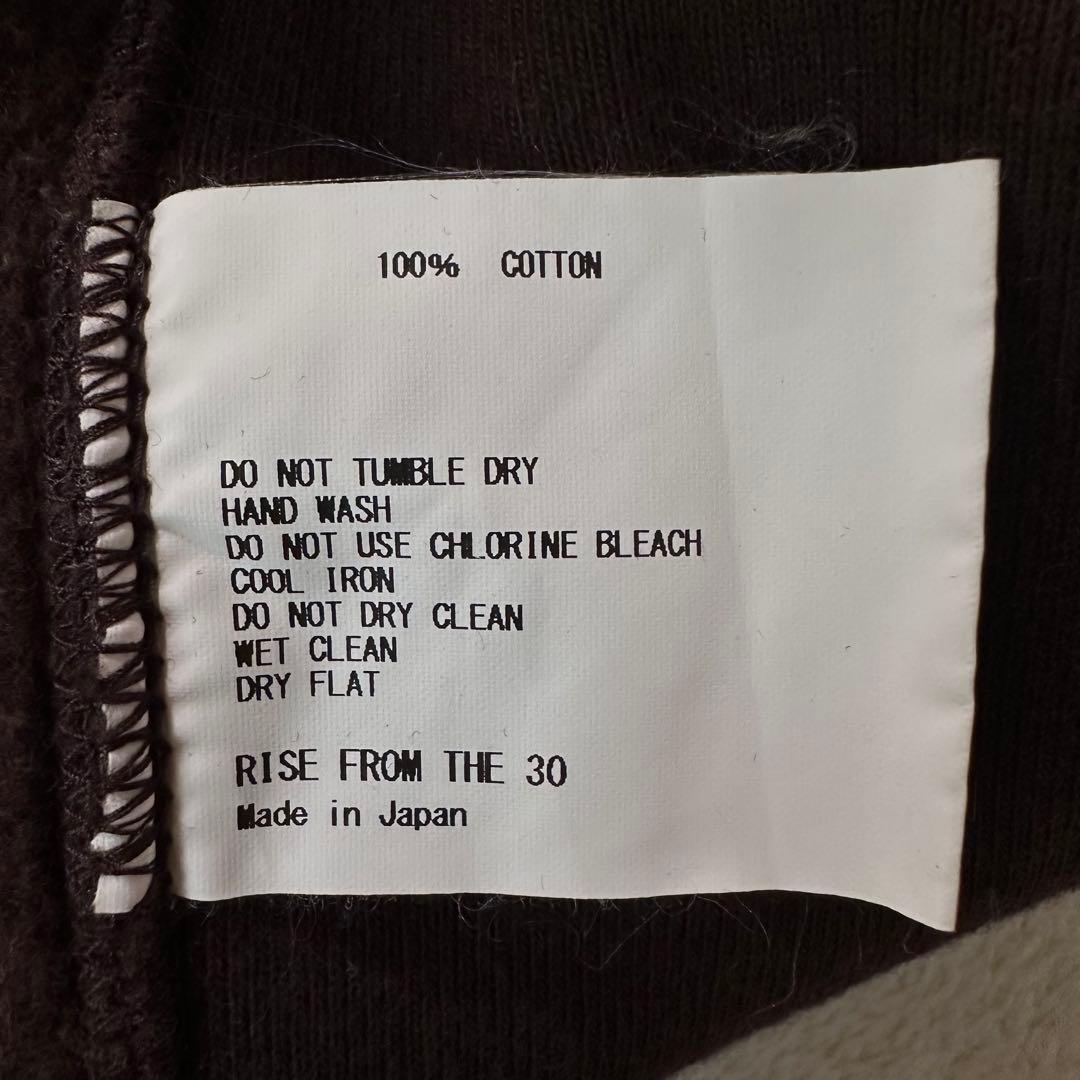 100% COTTON
DO NOT TUMBLE DRY
HAND WASH
DO NOT USE CHLORINE BLEACH
COOL IRON
DO NOT DRY CLEAN
WET CLEAN
DRY FLAT
RISE FROM THE 30
Made in Japan